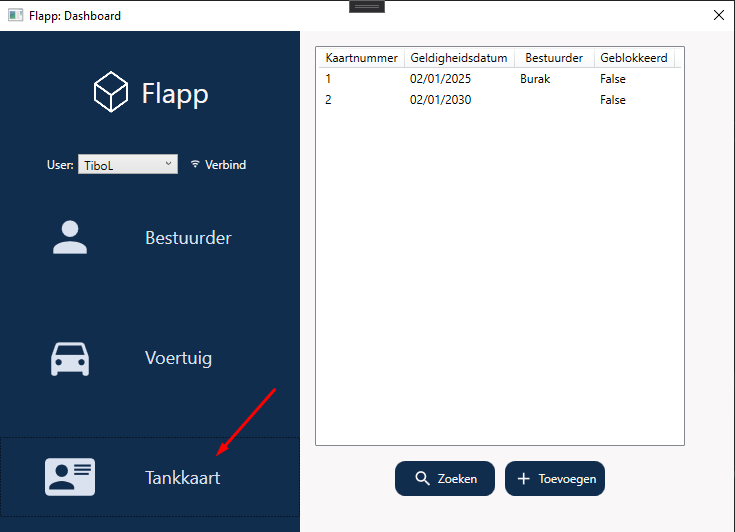 Flapp: Dashboard
Flapp
User: TiboL Verbind
Bestuurder
Voertuig
Tankkaart
Kaartnummer Geldigheidsdatum Bestuurder Geblokkeerd
1 02/01/2025 Burak False
2 02/01/2030 False
Zoeken Toevoegen